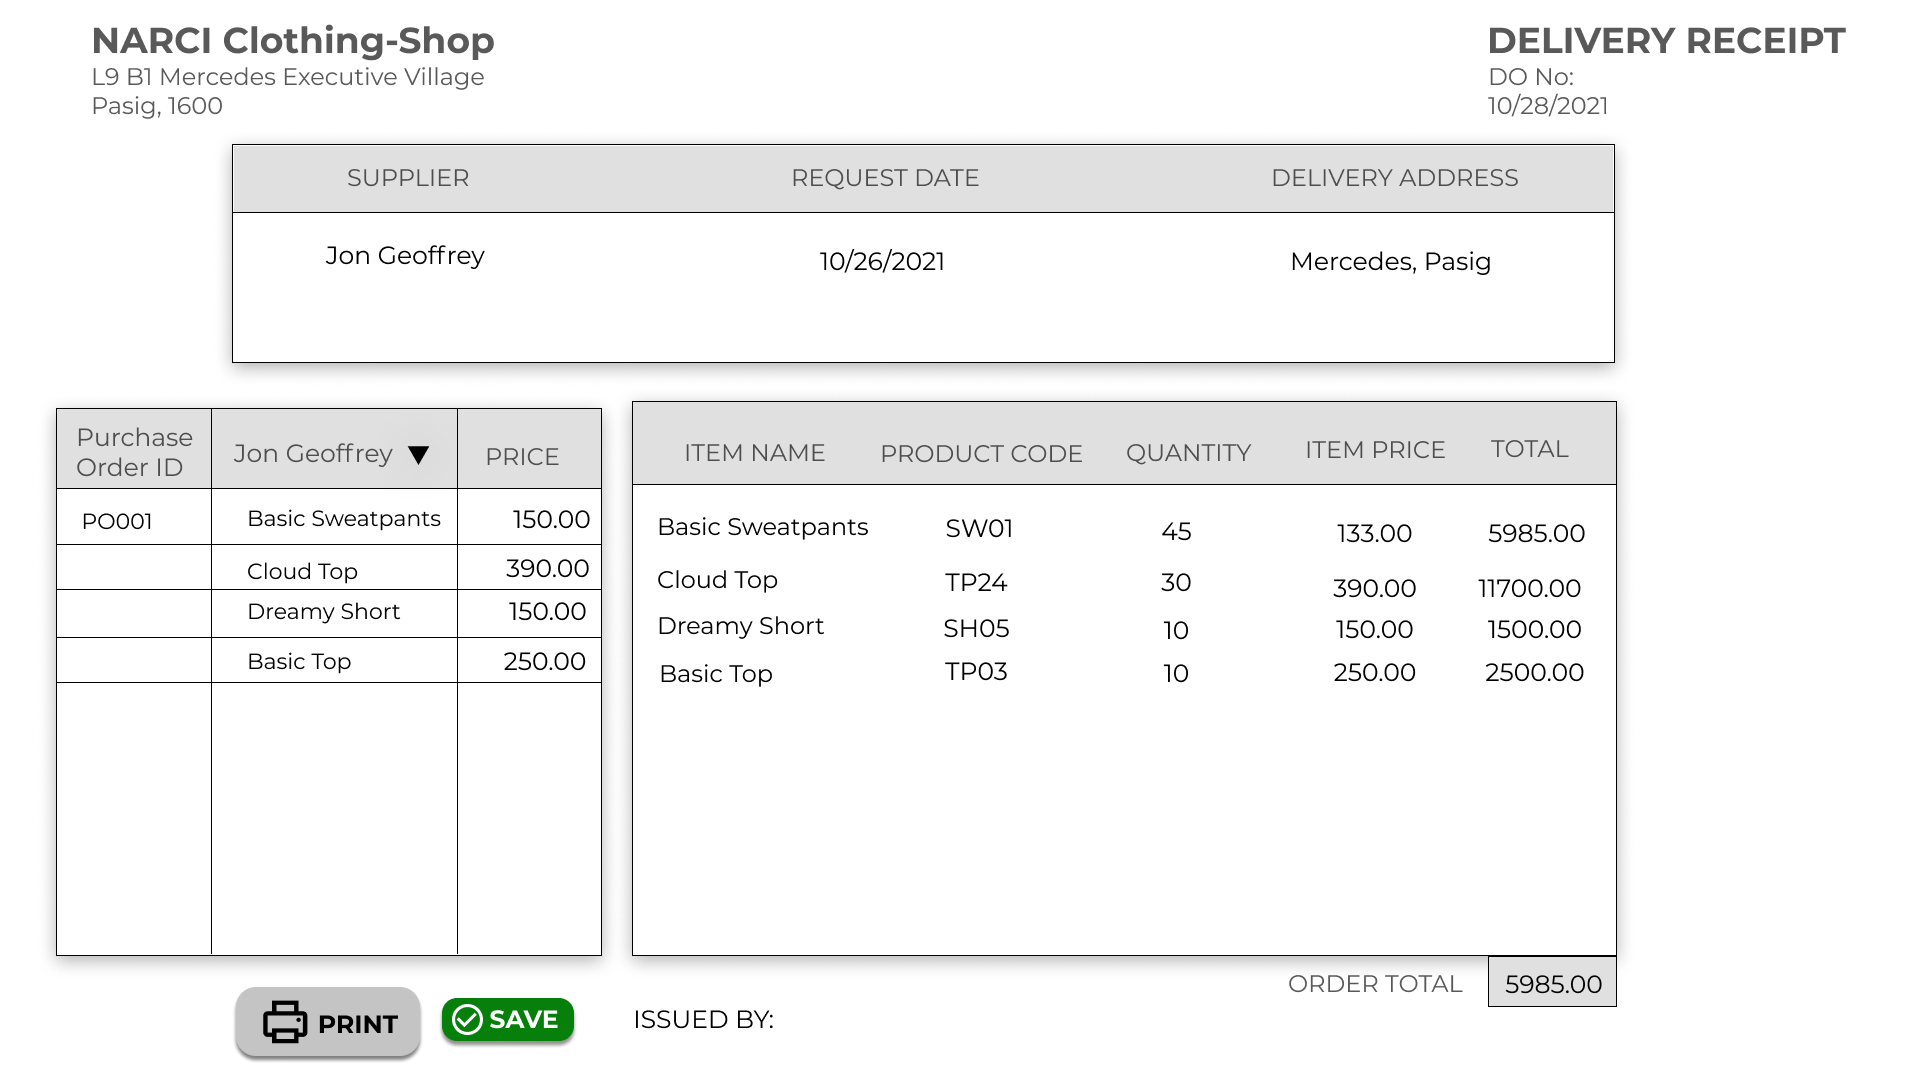 NARCI Clothing-Shop
L9 B1 Mercedes Executive Village
Pasig, 1600
DELIVERY RECEIPT
DO No:
10/28/2021
SUPPLIER REQUEST DATE DELIVERY ADDRESS
Jon Geoffrey 10/26/2021 Mercedes, Pasig
Purchase
Order ID
Jon Geoffrey ▼ PRICE
PO001 Basic Sweatpants 150.00
Cloud Top 390.00
Dreamy Short 150.00
Basic Top 250.00
ITEM NAME PRODUCT CODE QUANTITY ITEM PRICE TOTAL
Basic Sweatpants SW01 45 133.00 5985.00
Cloud Top TP24 30 390.00 11700.00
Dreamy Short SH05 10 150.00 1500.00
Basic Top TP03 10 250.00 2500.00
ORDER TOTAL 5985.00
PRINT
SAVE
ISSUED BY: